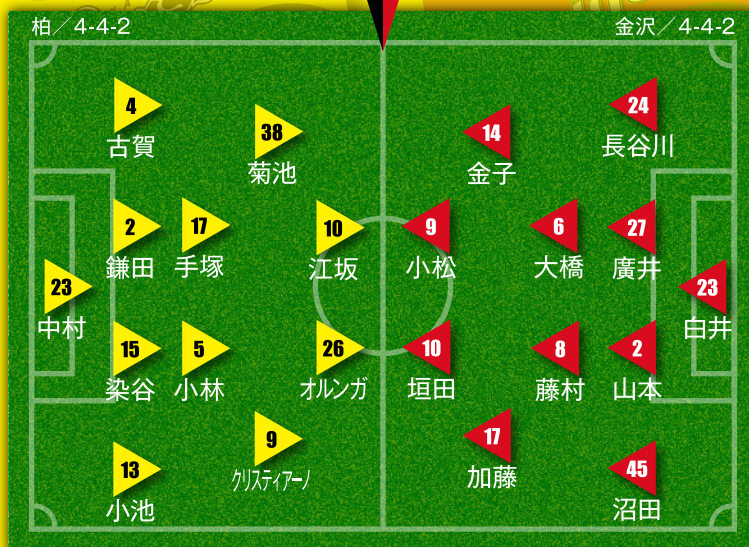 柏／4-4-2
金沢／4-4-2
4
古賀
38
菊池
14
金子
24
長谷川
2
鎌田
17
手塚
10
江坂
9
小松
6
大橋
27
廣井
23
中村
23
白井
15
染谷
5
小林
26
オルンガ
10
垣田
8
藤村
2
山本
13
小池
9
クリスティアーノ
17
加藤
45
沼田